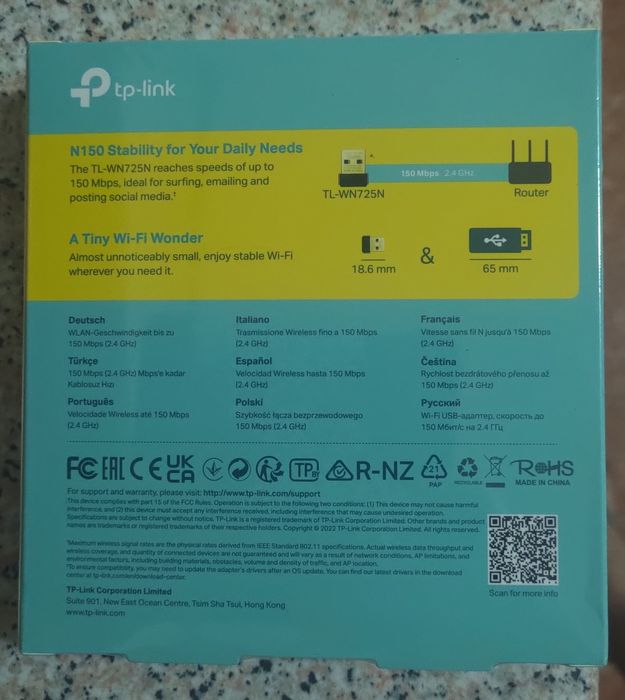 tp-link
N150 Stability for Your Daily Needs
The TL-WN725N reaches speeds of up to
150 Mbps, ideal for surfing, emailing and
posting social media.†
150 Mbps 2.4 GHz
TL-WN725N
Router
A Tiny Wi-Fi Wonder
Almost unnoticeably small, enjoy stable Wi-Fi
wherever you need it.
18.6 mm
&
65 mm
Deutsch
WLAN-Geschwindigkeit bis zu
150 Mbps (2.4 GHz)
Italiano
Trasmissione Wireless fino a 150 Mbps
(2.4 GHz)
Français
Vitesse sans fil N jusqu'à 150 Mbps
(2.4 GHz)
Türkçe
150 Mbps (2.4 GHz) Mbps'e kadar
Kablosuz Hızı
Español
Velocidad Wireless hasta 150 Mbps
(2.4 GHz)
Čeština
Rychlost bezdrátového přenosu až
150 Mbps (2.4 GHz)
Português
Velocidade Wireless até 150 Mbps
(2.4 GHz)
Polski
Szybkość łącza bezprzewodowego
150 Mbps (2.4 GHz)
Русский
Wi-Fi USB-адаптер, скорость до
150 Мбит/с на 2.4 ГГц
FC EAC CE UK CA TP BY R-NZ 21 PAP RECYCLABLE RoHS
MADE IN CHINA
For support and warranty, please visit: http://www.tp-link.com/support
This device complies with part 15 of the FCC Rules. Operation is subject to the following two conditions: (1) This device may not cause harmful
interference, and (2) this device must accept any interference received, including interference that may cause undesired operation.
Specifications are subject to change without notice. TP-Link is a registered trademark of TP-Link Corporation Limited. Other brands and product
names are trademarks or registered trademarks of their respective holders. Copyright © 2022 TP-Link Corporation Limited. All rights reserved.
†Maximum wireless signal rates are the physical rates derived from IEEE Standard 802.11 specifications. Actual wireless data throughput and
wireless coverage, and quantity of connected devices are not guaranteed and will vary as a result of network conditions, AP limitations, and
environmental factors, including building materials, obstacles, volume and density of traffic, and AP location.
*To ensure compatibility, you may need to update the adapter's drivers after an OS update. You can find our latest drivers in the download
center at tp-link.com/en/download-center.
TP-Link Corporation Limited
Suite 901, New East Ocean Centre, Tsim Sha Tsui, Hong Kong
www.tp-link.com
Scan for more info